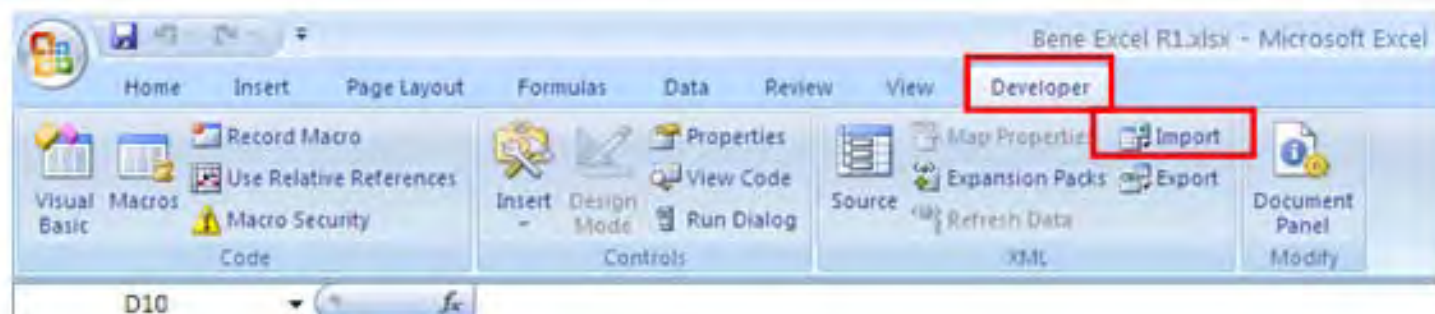 Bene Excel R1.xlsx - Microsoft Excel
Home Insert Page Layout Formulas Data Review View Developer
Visual Basic
Macros
Record Macro
Use Relative References
Macro Security
Code
Insert
Design Mode
Properties
View Code
Run Dialog
Controls
Source
Map Properties
Expansion Packs
Refresh Data
Import
Export
XML
Document Panel
Modify
D10 fx